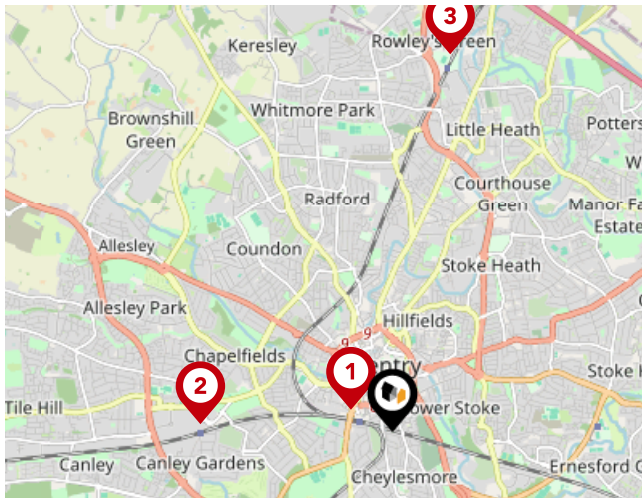 3
Keresley
Rowley's Green
Whitmore Park
Brownshill
Green
Little Heath
Potters
Courthouse
Green
Radford
Manor Fa
Estate
Allesley
Coundon
Stoke Heath
Allesley Park
Hillfields
9
9
Chapelfields
entry
1
2
Stoke H
Tile Hill
ower Stoke
Canley
Canley Gardens
Cheylesmore
Ernesford G